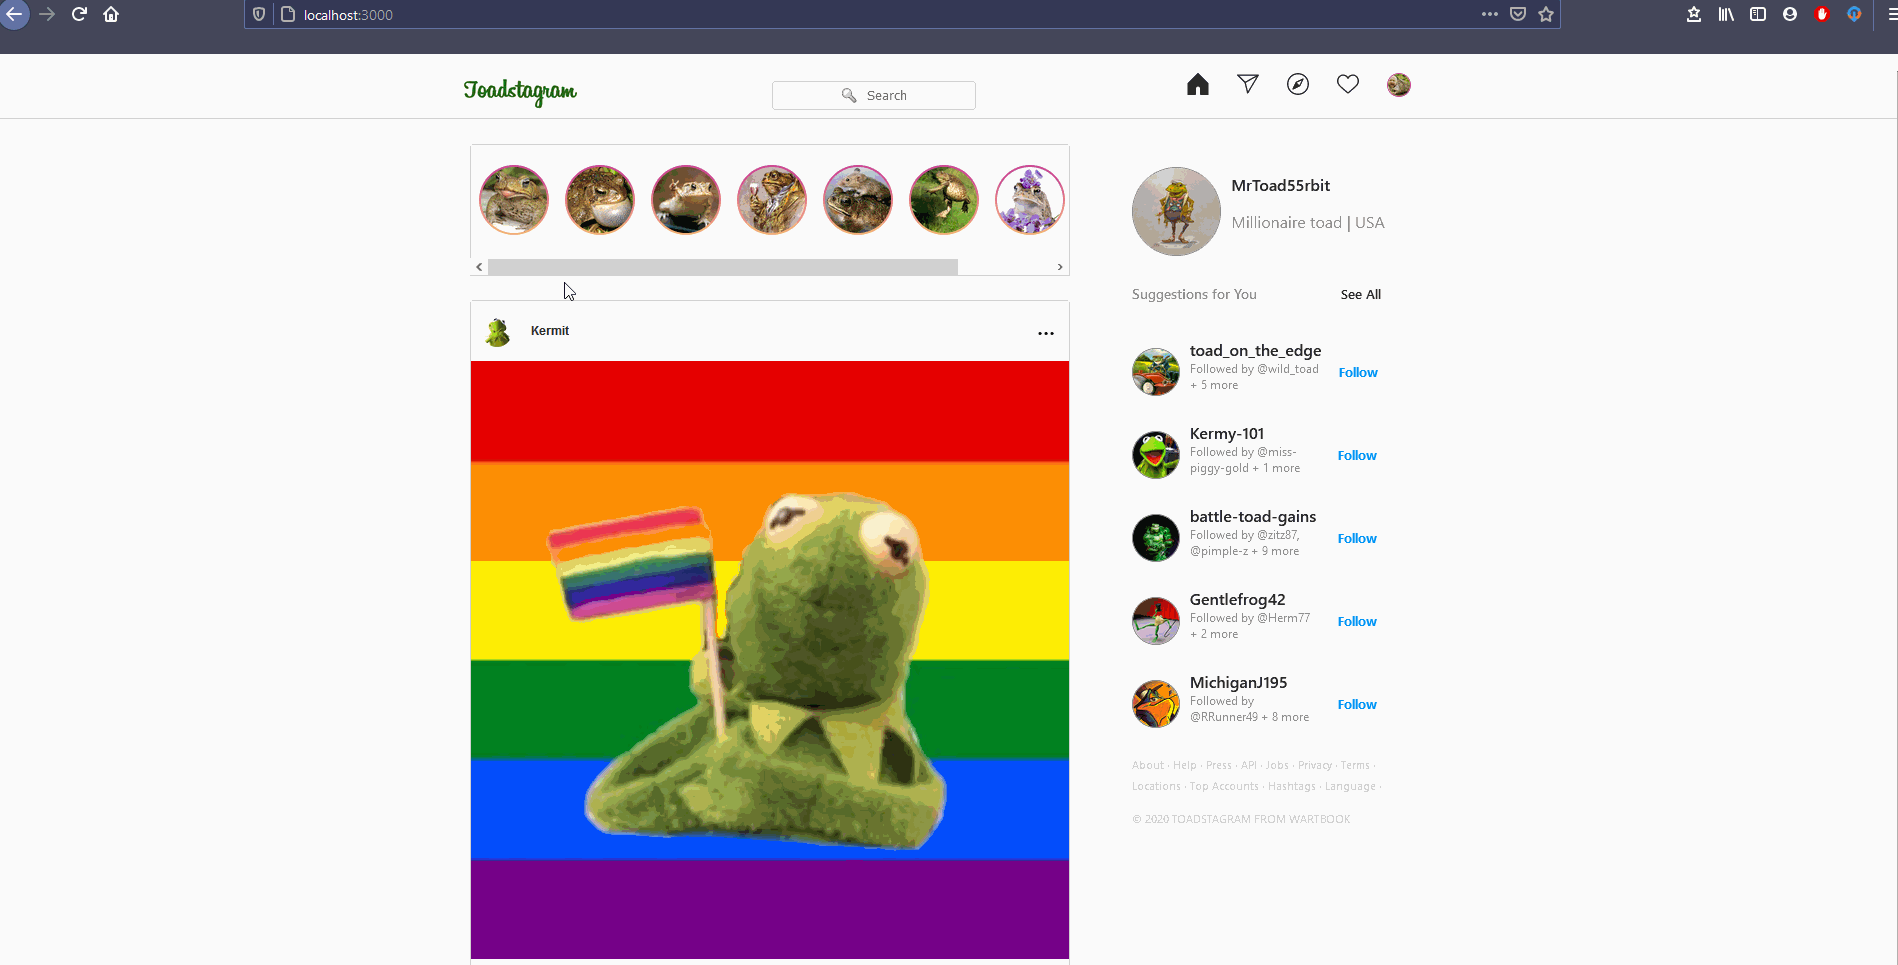 localhost:3000
Toadstagram
Search
MrToad55rbit
Millionaire toad | USA
Suggestions for You
See All
Kermit
toad_on_the_edge
Followed by @wild_toad
+ 5 more
Follow
Kermy-101
Followed by @miss-
piggy-gold + 1 more
Follow
battle-toad-gains
Followed by @zitz87,
@pimple-z + 9 more
Follow
Gentlefrog42
Followed by @Herm77
+ 2 more
Follow
MichiganJ195
Followed by
@RRunner49 + 8 more
Follow
About · Help · Press · API · Jobs · Privacy · Terms ·
Locations · Top Accounts · Hashtags · Language ·
© 2020 TOADSTAGRAM FROM WARTBOOK